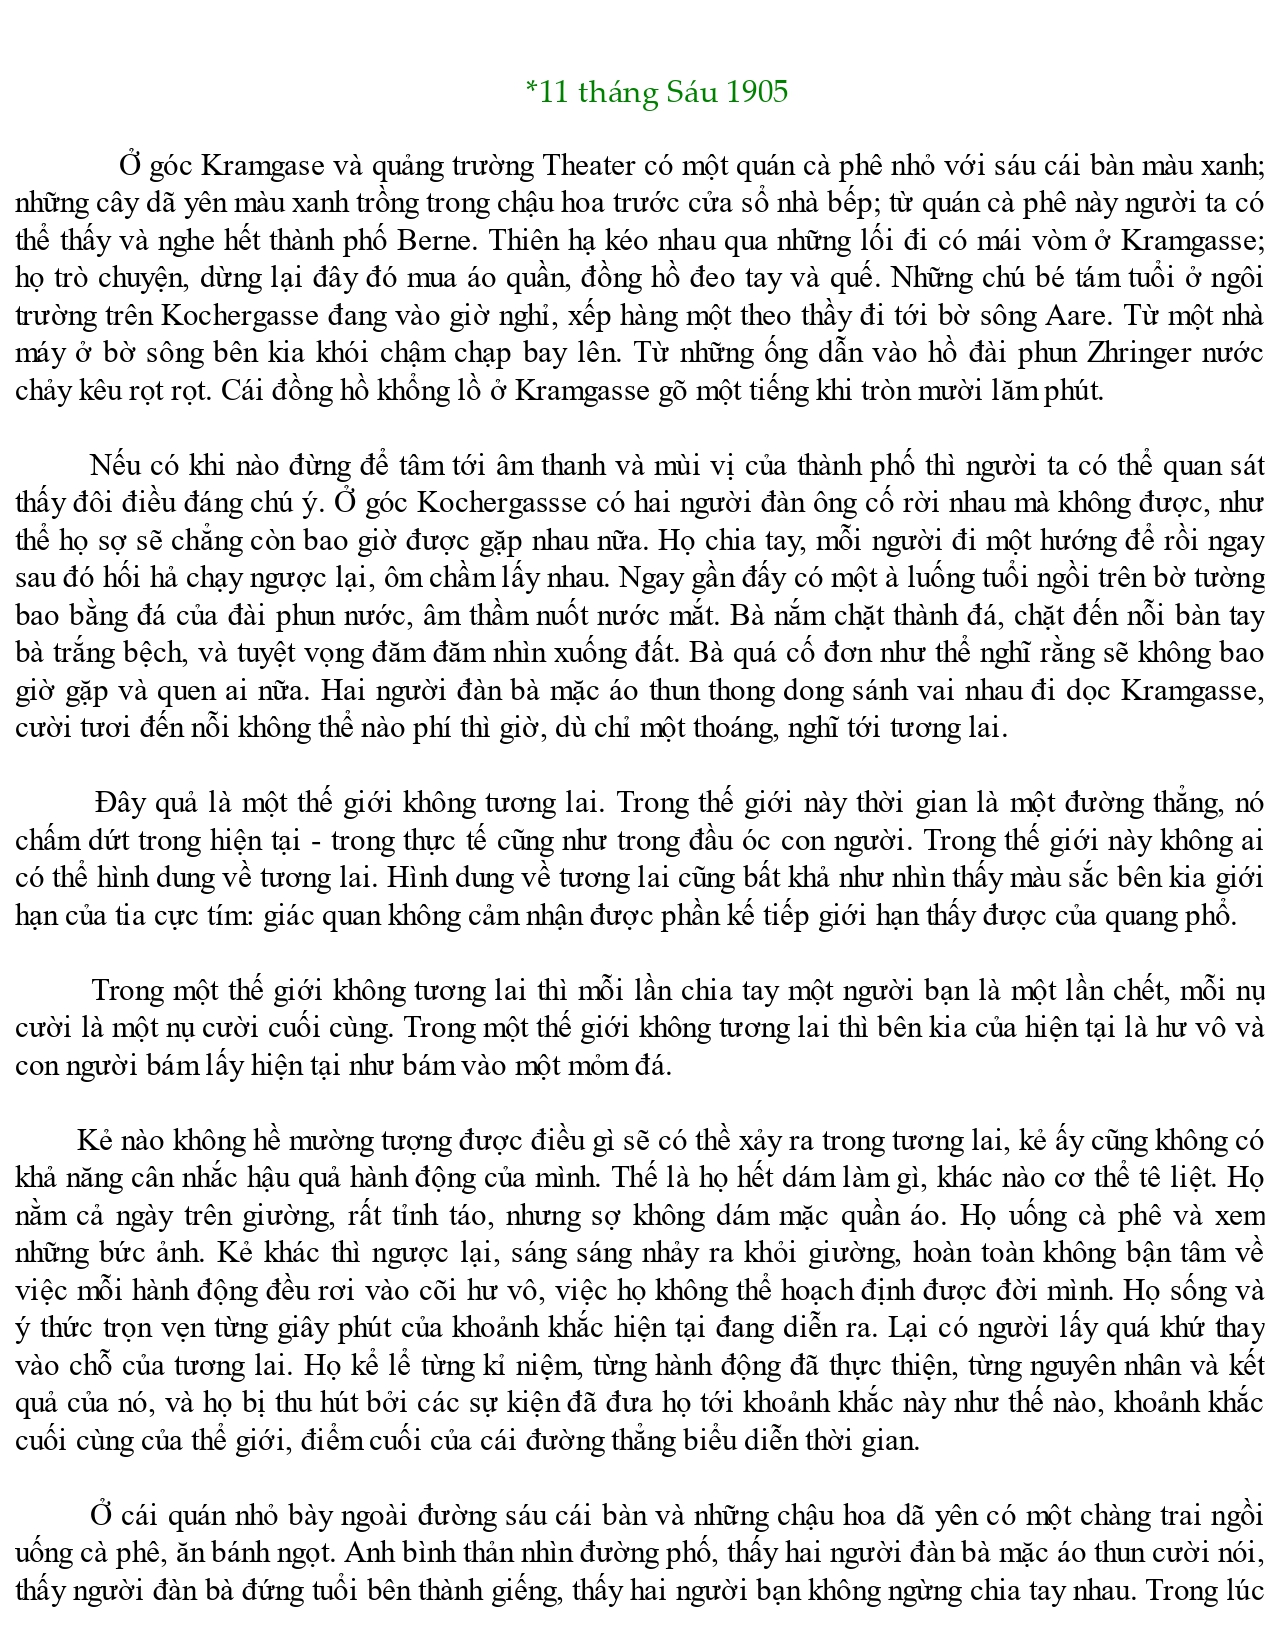 *11 tháng Sáu 1905
Ở góc Kramgase và quảng trường Theater có một quán cà phê nhỏ với sáu cái bàn màu xanh;
những cây dã yên màu xanh trồng trong chậu hoa trước cửa sổ nhà bếp; từ quán cà phê này người ta có
thể thấy và nghe hết thành phố Berne. Thiên hạ kéo nhau qua những lối đi có mái vòm ở Kramgasse;
họ trò chuyện, dừng lại đây đó mua áo quần, đồng hồ đeo tay và quế. Những chú bé tám tuổi ở ngôi
trường trên Kochergasse đang vào giờ nghỉ, xếp hàng một theo thầy đi tới bờ sông Aare. Từ một nhà
máy ở bờ sông bên kia khói chậm chạp bay lên. Từ những ống dẫn vào hồ đài phun Zhringer nước
chảy kêu rọt rọt. Cái đồng hồ khổng lồ ở Kramgasse gõ một tiếng khi tròn mười lăm phút.
Nếu có khi nào đừng để tâm tới âm thanh và mùi vị của thành phố thì người ta có thể quan sát
thấy đôi điều đáng chú ý. Ở góc Kochergassse có hai người đàn ông cố rời nhau mà không được, như
thể họ sợ sẽ chẳng còn bao giờ được gặp nhau nữa. Họ chia tay, mỗi người đi một hướng để rồi ngay
sau đó hối hả chạy ngược lại, ôm chầm lấy nhau. Ngay gần đấy có một à luống tuổi ngồi trên bờ tường
bao bằng đá của đài phun nước, âm thầm nuốt nước mắt. Bà nắm chặt thành đá, chặt đến nỗi bàn tay
bà trắng bệch, và tuyệt vọng đăm đăm nhìn xuống đất. Bà quá cố đơn như thể nghĩ rằng sẽ không bao
giờ gặp và quen ai nữa. Hai người đàn bà mặc áo thun thong dong sánh vai nhau đi dọc Kramgasse,
cười tươi đến nỗi không thể nào phí thì giờ, dù chỉ một thoáng, nghĩ tới tương lai.
Đây quả là một thế giới không tương lai. Trong thế giới này thời gian là một đường thẳng, nó
chấm dứt trong hiện tại - trong thực tế cũng như trong đầu óc con người. Trong thế giới này không ai
có thể hình dung về tương lai. Hình dung về tương lai cũng bất khả như nhìn thấy màu sắc bên kia giới
hạn của tia cực tím: giác quan không cảm nhận được phần kế tiếp giới hạn thấy được của quang phổ.
Trong một thế giới không tương lai thì mỗi lần chia tay một người bạn là một lần chết, mỗi nụ
cười là một nụ cười cuối cùng. Trong một thế giới không tương lai thì bên kia của hiện tại là hư vô và
con người bám lấy hiện tại như bám vào một mỏm đá.
Kẻ nào không hề mường tượng được điều gì sẽ có thề xảy ra trong tương lai, kẻ ấy cũng không có
khả năng cân nhắc hậu quả hành động của mình. Thế là họ hết dám làm gì, khác nào cơ thể tê liệt. Họ
nằm cả ngày trên giường, rất tỉnh táo, nhưng sợ không dám mặc quần áo. Họ uống cà phê và xem
những bức ảnh. Kẻ khác thì ngược lại, sáng sáng nhảy ra khỏi giường, hoàn toàn không bận tâm về
việc mỗi hành động đều rơi vào cõi hư vô, việc họ không thể hoạch định được đời mình. Họ sống và
ý thức trọn vẹn từng giây phút của khoảnh khắc hiện tại đang diễn ra. Lại có người lấy quá khứ thay
vào chỗ của tương lai. Họ kể lể từng kỉ niệm, từng hành động đã thực thiện, từng nguyên nhân và kết
quả của nó, và họ bị thu hút bởi các sự kiện đã đưa họ tới khoảnh khắc này như thế nào, khoảnh khắc
cuối cùng của thể giới, điểm cuối của cái đường thẳng biểu diễn thời gian.
Ở cái quán nhỏ bày ngoài đường sáu cái bàn và những chậu hoa dã yên có một chàng trai ngồi
uống cà phê, ăn bánh ngọt. Anh bình thản nhìn đường phố, thấy hai người đàn bà mặc áo thun cười nói,
thấy người đàn bà đứng tuổi bên thành giếng, thấy hai người bạn không ngừng chia tay nhau. Trong lúc